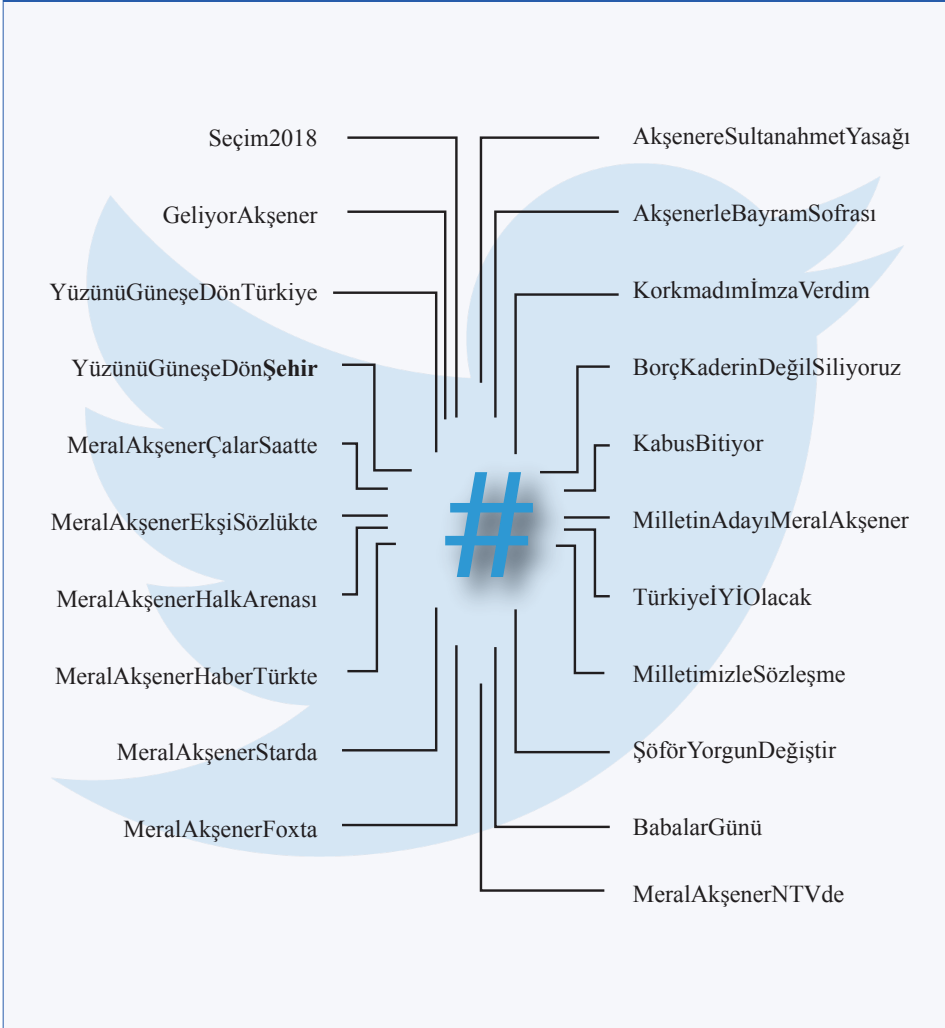 Seçim2018
GeliyorAkşener
YüzünüGüneşeDönTürkiye
YüzünüGüneşeDönŞehir
MeralAkşenerÇalarSaatte
MeralAkşenerEkşiSözlükte
MeralAkşenerHalkArenası
MeralAkşenerHaberTürkte
MeralAkşenerStarda
MeralAkşenerFoxta
#
AkşenereSultanahmetYasağı
AkşenerleBayramSofrası
KorkmadımİmzaVerdim
BorçKaderinDeğilSiliyoruz
KabusBitiyor
MilletinAdayıMeralAkşener
TürkiyeİYİOlacak
MilletimizleSözleşme
ŞöförYorgunDeğiştir
BabalarGünü
MeralAkşenerNTVde